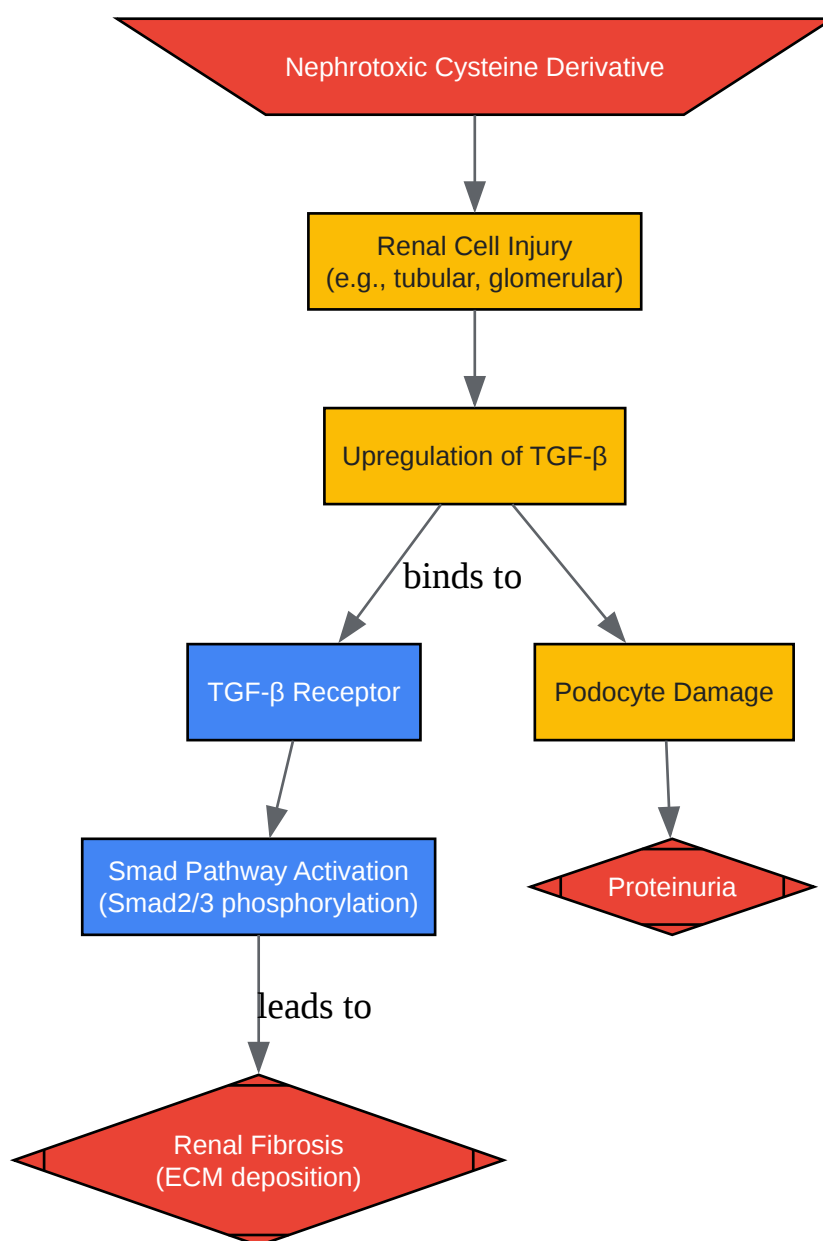 Nephrotoxic Cysteine Derivative
Renal Cell Injury
(e.g., tubular, glomerular)
Upregulation of TGF-β
binds to
TGF-β Receptor
Podocyte Damage
Smad Pathway Activation
(Smad2/3 phosphorylation)
Proteinuria
leads to
Renal Fibrosis
(ECM deposition)